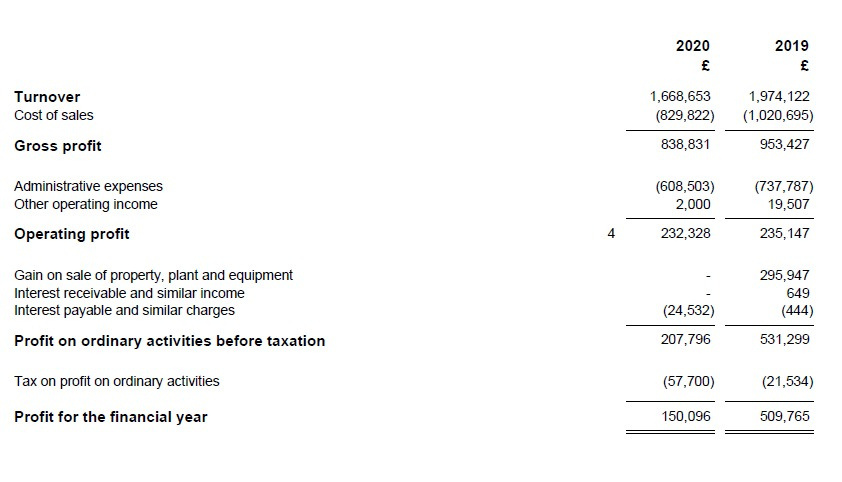 2020 2019
£ £
Turnover 1,668,653 1,974,122
Cost of sales (829,822) (1,020,695)
Gross profit 838,831 953,427
Administrative expenses (608,503) (737,787)
Other operating income 2,000 19,507
Operating profit 4 232,328 235,147
Gain on sale of property, plant and equipment - 295,947
Interest receivable and similar income - 649
Interest payable and similar charges (24,532) (444)
Profit on ordinary activities before taxation 207,796 531,299
Tax on profit on ordinary activities (57,700) (21,534)
Profit for the financial year 150,096 509,765